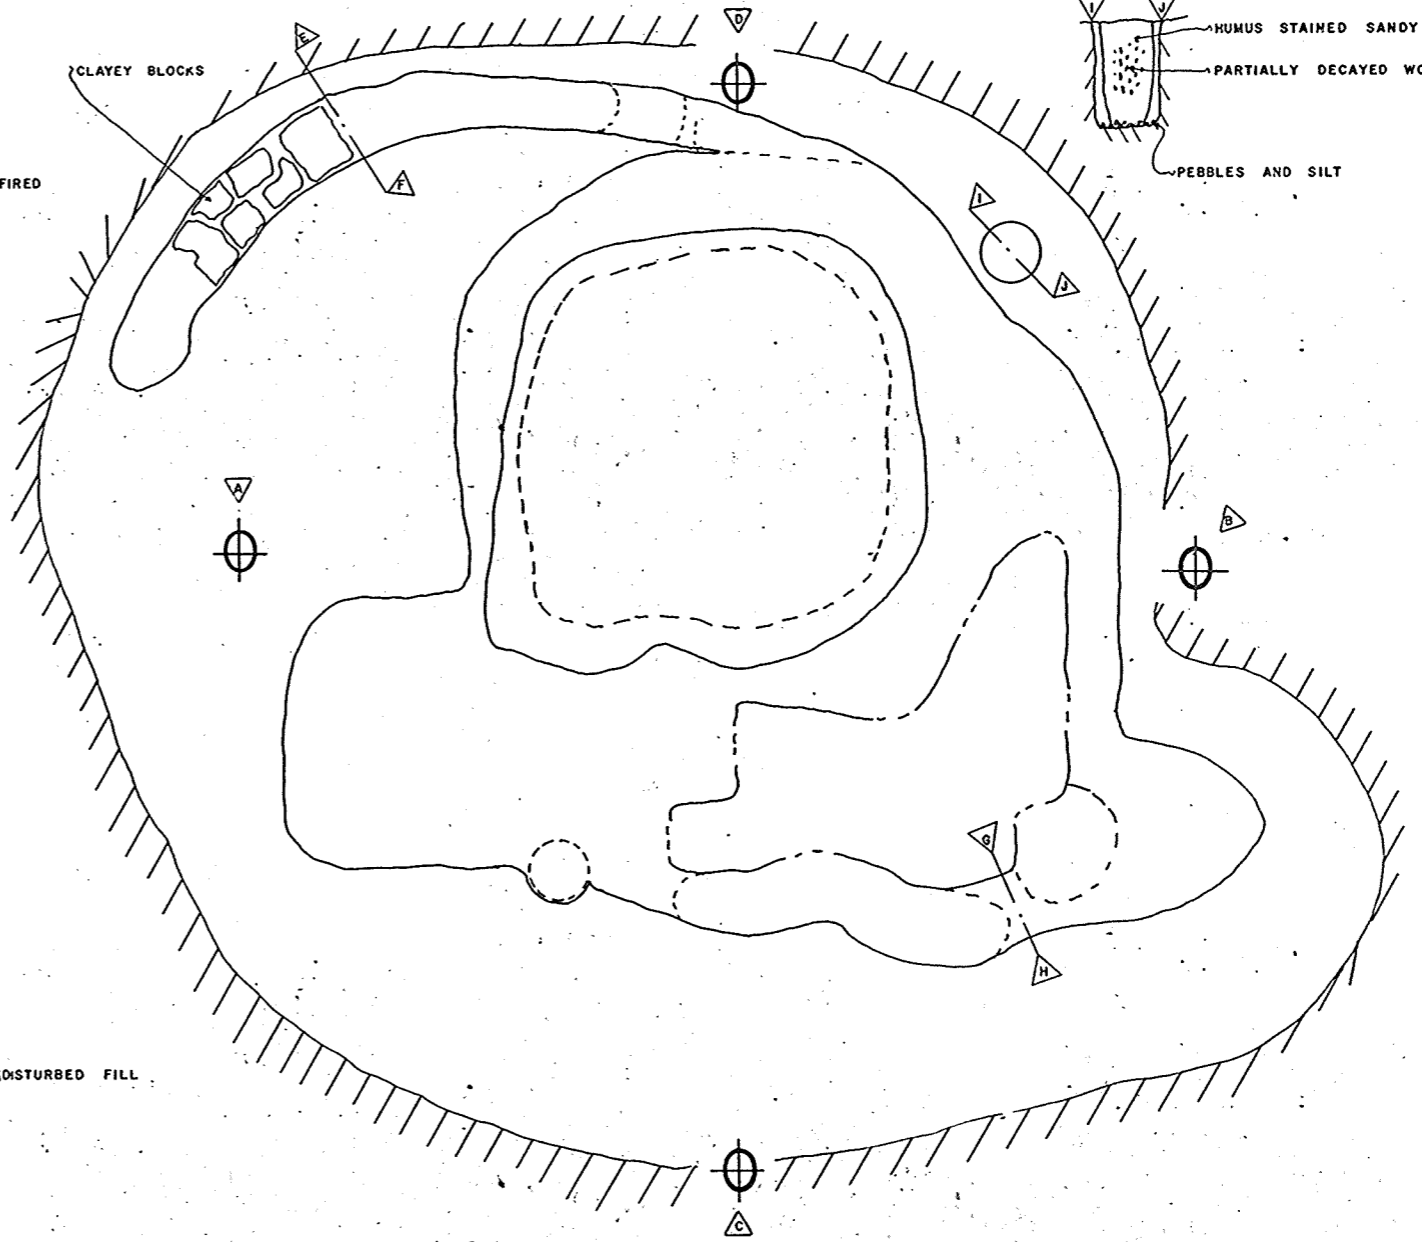 D
I J
HUMUS STAINED SANDY
E
CLAYEY BLOCKS
PARTIALLY DECAYED WO
FIRED
F
PEBBLES AND SILT
I
J
A
B
G
H
DISTURBED FILL
C